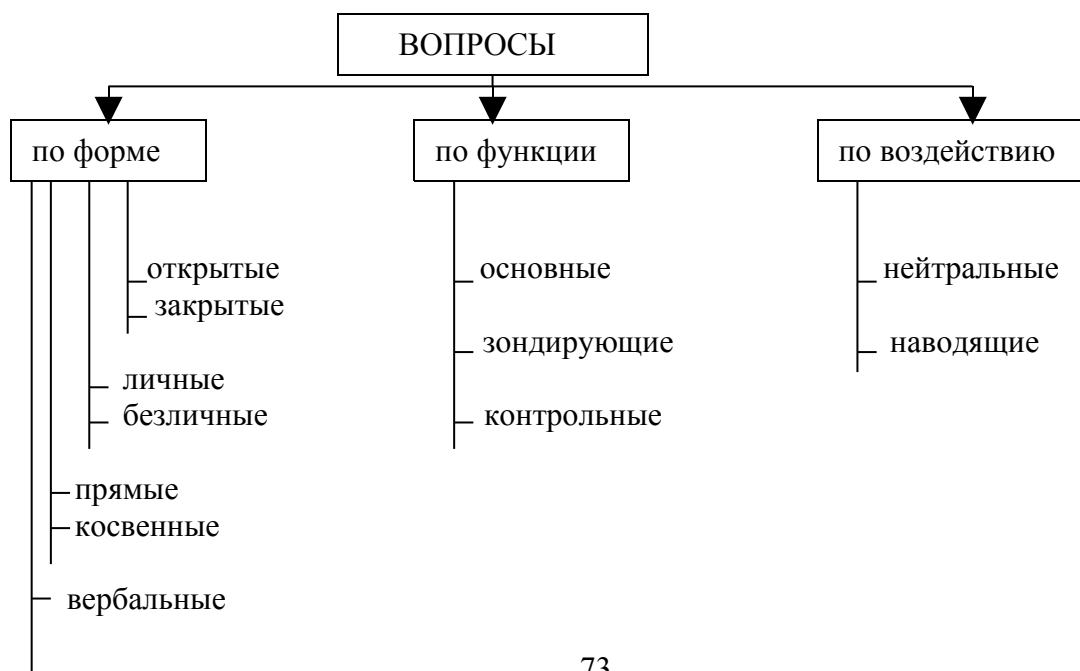 ВОПРОСЫ
по форме
по функции
по воздействию
открытые
закрытые
личные
безличные
прямые
косвенные
вербальные
основные
зондирующие
контрольные
нейтральные
наводящие
73